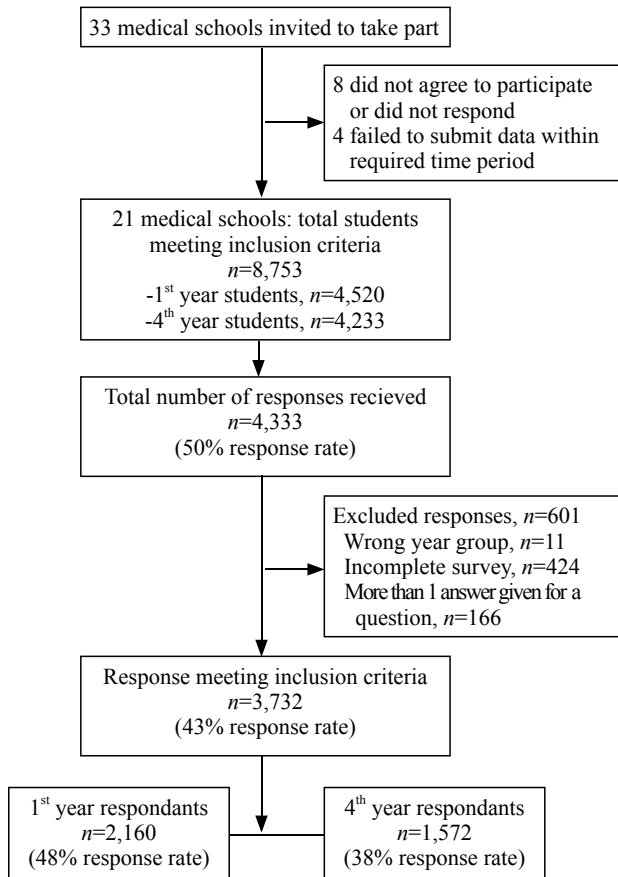 33 medical schools invited to take part
8 did not agree to participate
or did not respond
4 failed to submit data within
required time period
21 medical schools: total students
meeting inclusion criteria
n=8,753
-1st year students, n=4,520
-4th year students, n=4,233
Total number of responses recieved
n=4,333
(50% response rate)
Excluded responses, n=601
Wrong year group, n=11
Incomplete survey, n=424
More than 1 answer given for a
question, n=166
Response meeting inclusion criteria
n=3,732
(43% response rate)
1st year respondants
n=2,160
(48% response rate)
4th year respondants
n=1,572
(38% response rate)